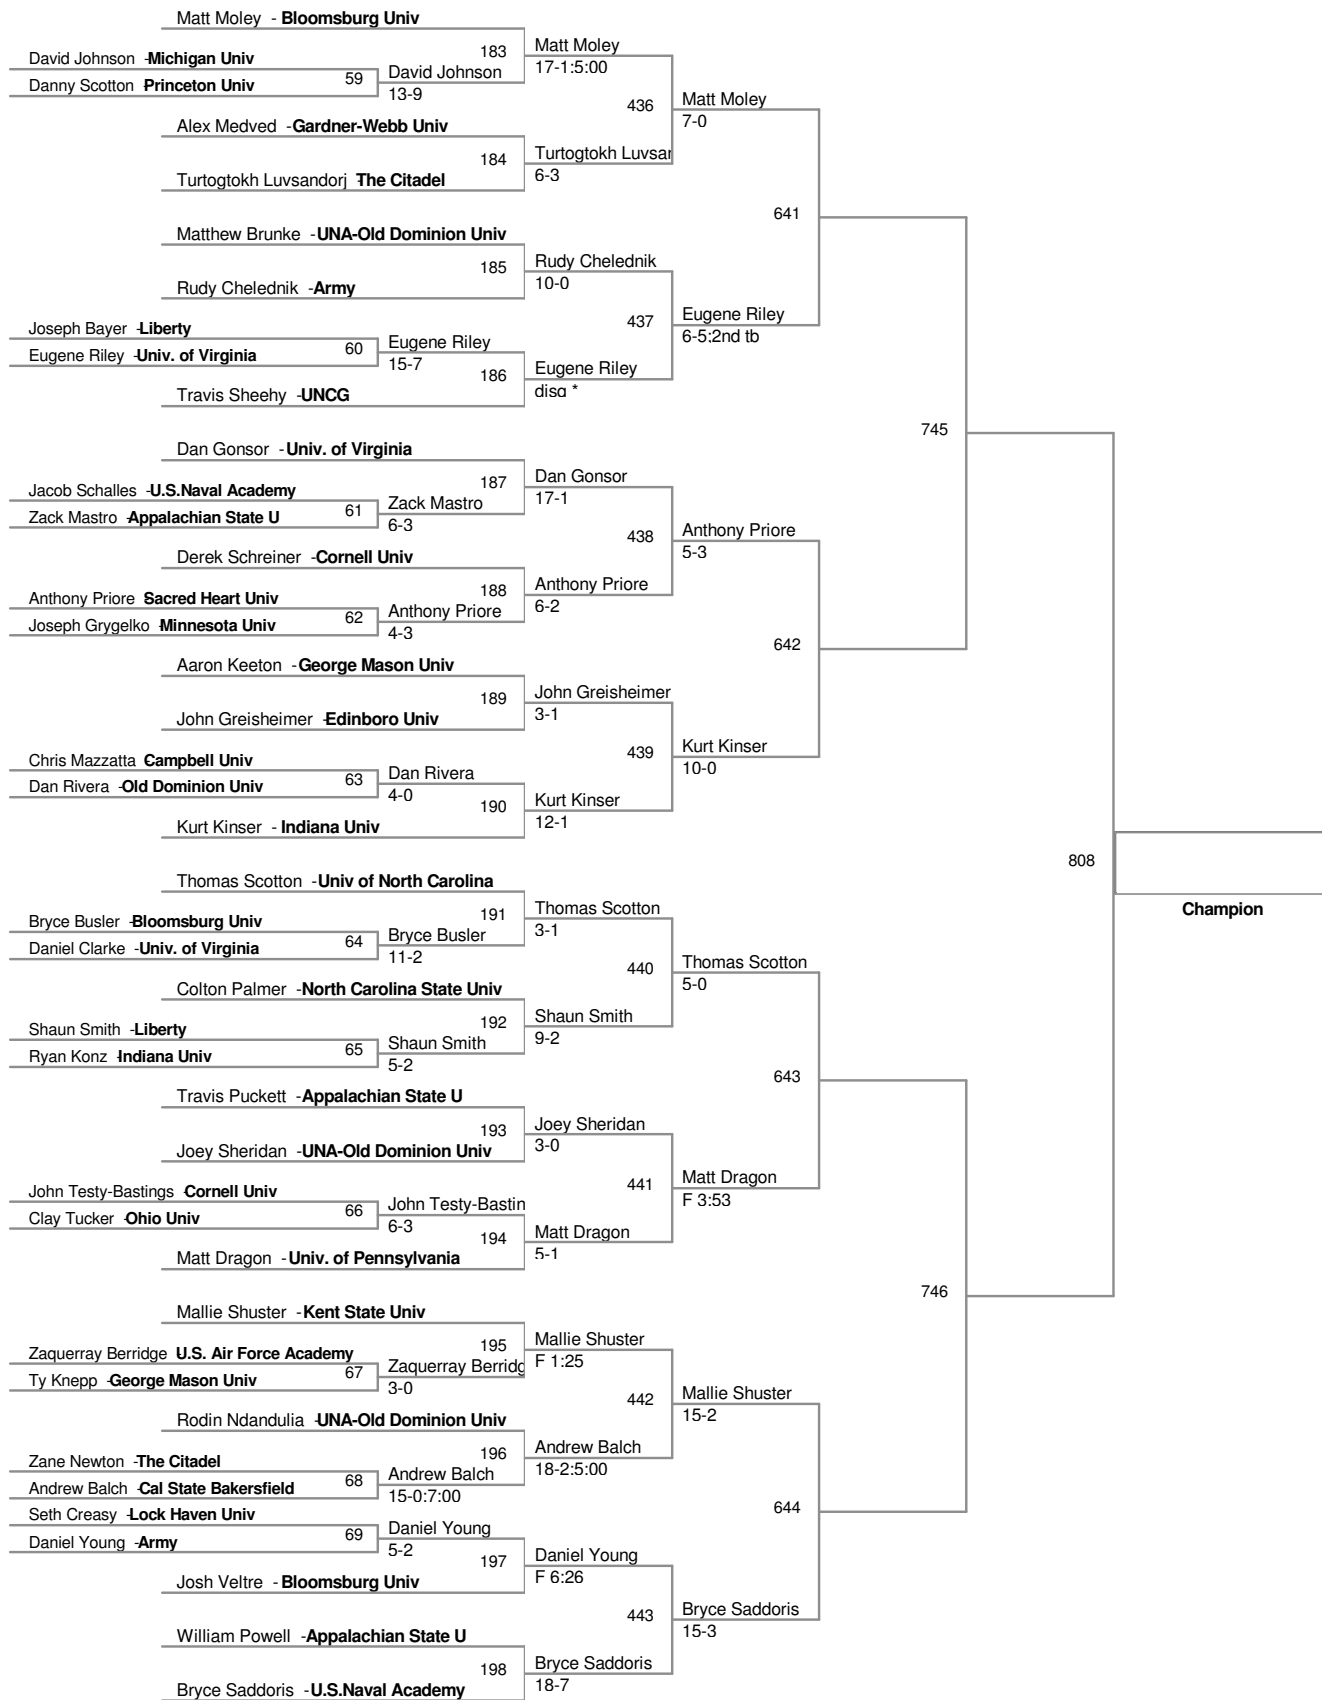 Matt Moley - Bloomsburg Univ
183
Matt Moley
17-1:5:00
David Johnson -Michigan Univ
59
David Johnson
13-9
Danny Scotton -Princeton Univ
436
Matt Moley
7-0
Alex Medved -Gardner-Webb Univ
184
Turtogtokh Luvsar
6-3
Turtogtokh Luvsandorj -The Citadel
641
Matthew Brunke -UNA-Old Dominion Univ
185
Rudy Chelednik
10-0
Rudy Chelednik -Army
437
Eugene Riley
6-5;2nd tb
Joseph Bayer -Liberty
60
Eugene Riley
15-7
Eugene Riley -Univ. of Virginia
186
Eugene Riley
disq *
Travis Sheehy -UNCG
745
Dan Gonsor - Univ. of Virginia
187
Dan Gonsor
17-1
Jacob Schalles -U.S.Naval Academy
61
Zack Mastro
6-3
Zack Mastro -Appalachian State U
438
Anthony Priore
5-3
Derek Schreiner -Cornell Univ
188
Anthony Priore
6-2
Anthony Priore -Sacred Heart Univ
62
Anthony Priore
4-3
Joseph Grygelko -Minnesota Univ
642
Aaron Keeton -George Mason Univ
189
John Greisheimer
3-1
John Greisheimer -Edinboro Univ
439
Kurt Kinser
10-0
Chris Mazzatta -Campbell Univ
63
Dan Rivera
4-0
Dan Rivera -Old Dominion Univ
190
Kurt Kinser
12-1
Kurt Kinser - Indiana Univ
808
Champion
Thomas Scotton -Univ of North Carolina
191
Thomas Scotton
3-1
Bryce Busler -Bloomsburg Univ
64
Bryce Busler
11-2
Daniel Clarke -Univ. of Virginia
440
Thomas Scotton
5-0
Colton Palmer -North Carolina State Univ
192
Shaun Smith
9-2
Shaun Smith -Liberty
65
Shaun Smith
5-2
Ryan Konz -Indiana Univ
643
Travis Puckett -Appalachian State U
193
Joey Sheridan
3-0
Joey Sheridan -UNA-Old Dominion Univ
441
Matt Dragon
F 3:53
John Testy-Bastings -Cornell Univ
66
John Testy-Bastin
6-3
Clay Tucker -Ohio Univ
194
Matt Dragon
5-1
Matt Dragon -Univ. of Pennsylvania
746
Mallie Shuster -Kent State Univ
195
Mallie Shuster
F 1:25
Zaquerray Berridge -U.S. Air Force Academy
67
Zaquerray Berridg
3-0
Ty Knepp -George Mason Univ
442
Mallie Shuster
15-2
Rodin Ndandulia -UNA-Old Dominion Univ
196
Andrew Balch
18-2:5:00
Zane Newton -The Citadel
68
Andrew Balch
15-0:7:00
Andrew Balch -Cal State Bakersfield
644
Seth Creasy -Lock Haven Univ
69
Daniel Young
5-2
Daniel Young -Army
197
Daniel Young
F 6:26
Josh Veltre - Bloomsburg Univ
443
Bryce Saddoris
15-3
William Powell -Appalachian State U
198
Bryce Saddoris
18-7
Bryce Saddoris -U.S.Naval Academy